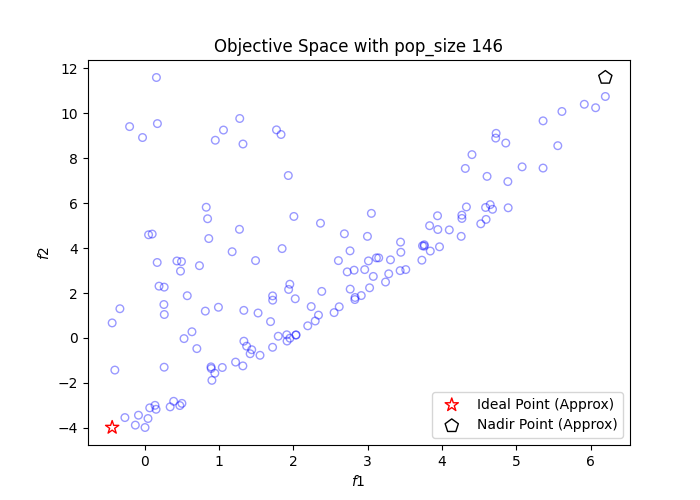 Objective Space with pop_size 146
12
10
8
6
4
2
0
−2
−4
f2
0 1 2 3 4 5 6
f1
Ideal Point (Approx)
Nadir Point (Approx)